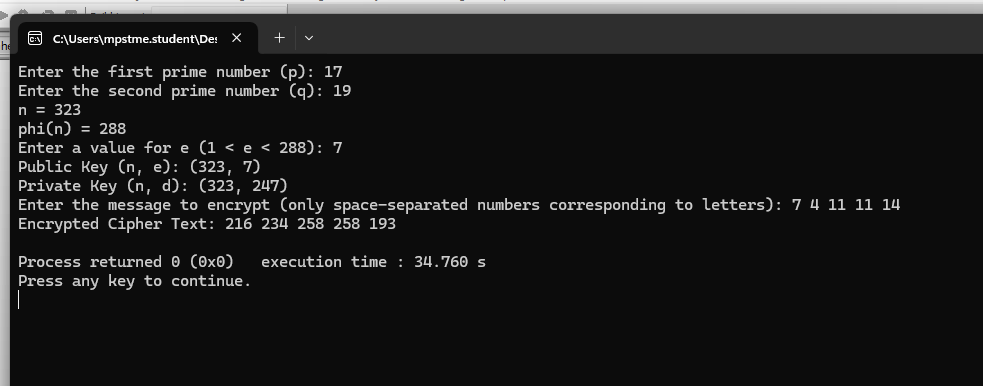 C:\Users\mpstme.student\Des
Enter the first prime number (p): 17
Enter the second prime number (q): 19
n = 323
phi(n) = 288
Enter a value for e (1 < e < 288): 7
Public Key (n, e): (323, 7)
Private Key (n, d): (323, 247)
Enter the message to encrypt (only space-separated numbers corresponding to letters): 7 4 11 11 14
Encrypted Cipher Text: 216 234 258 258 193
Process returned 0 (0x0)   execution time : 34.760 s
Press any key to continue.